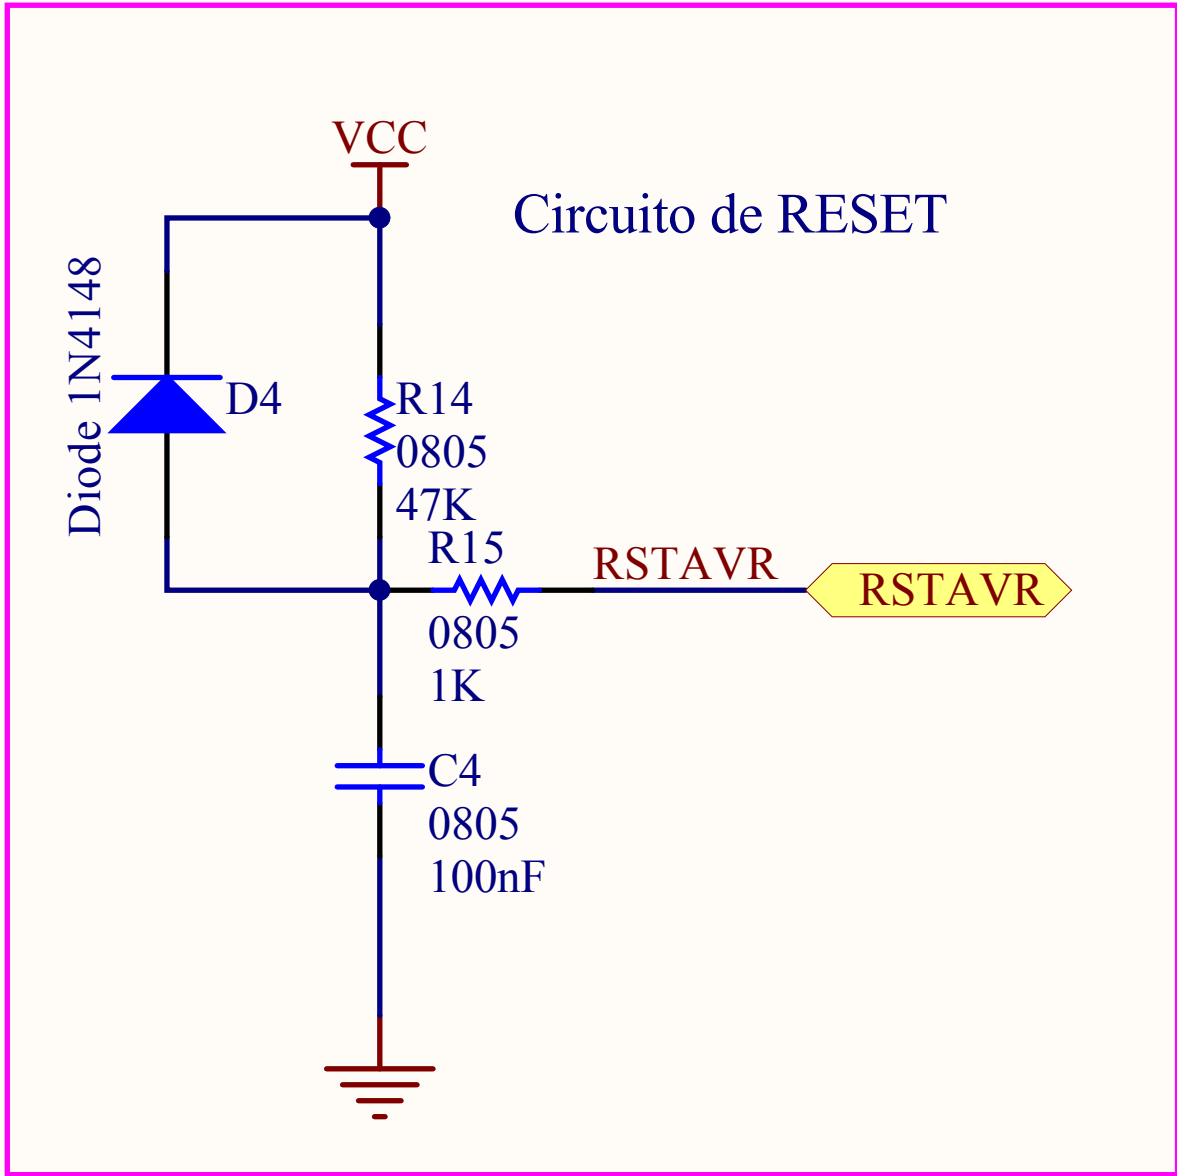 VCC
Circuito de RESET
Diode 1N4148
D4
R14
0805
47K
R15
0805
1K
RSTAVR
RSTAVR
C4
0805
100nF